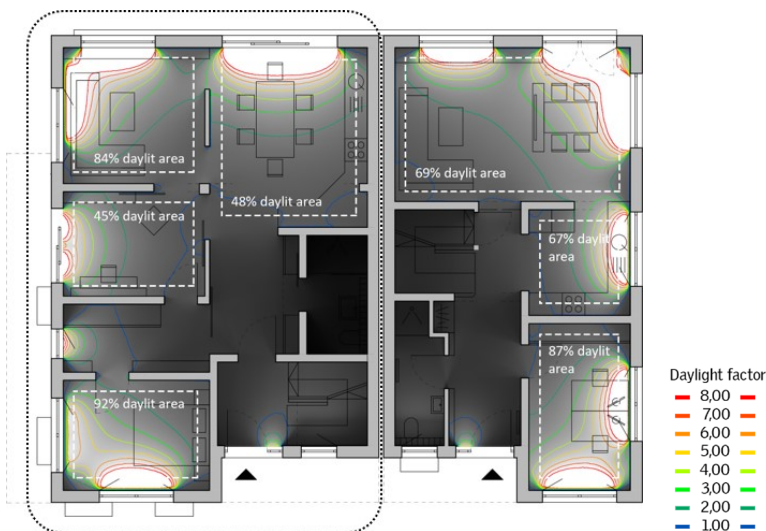 84% daylit area
48% daylit area
69% daylit area
45% daylit area
67% daylit
area
87% daylit
area
92% daylit area
Daylight factor
8,00
7,00
6,00
5,00
4,00
3,00
2,00
1,00